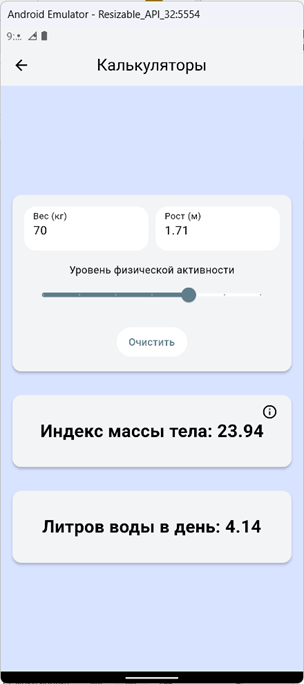 Android Emulator - Resizable_API_32:5554
9:
Калькуляторы
Вес (кг) Рост (м)
70 1.71
Уровень физической активности
Очистить
Индекс массы тела: 23.94
Литров воды в день: 4.14